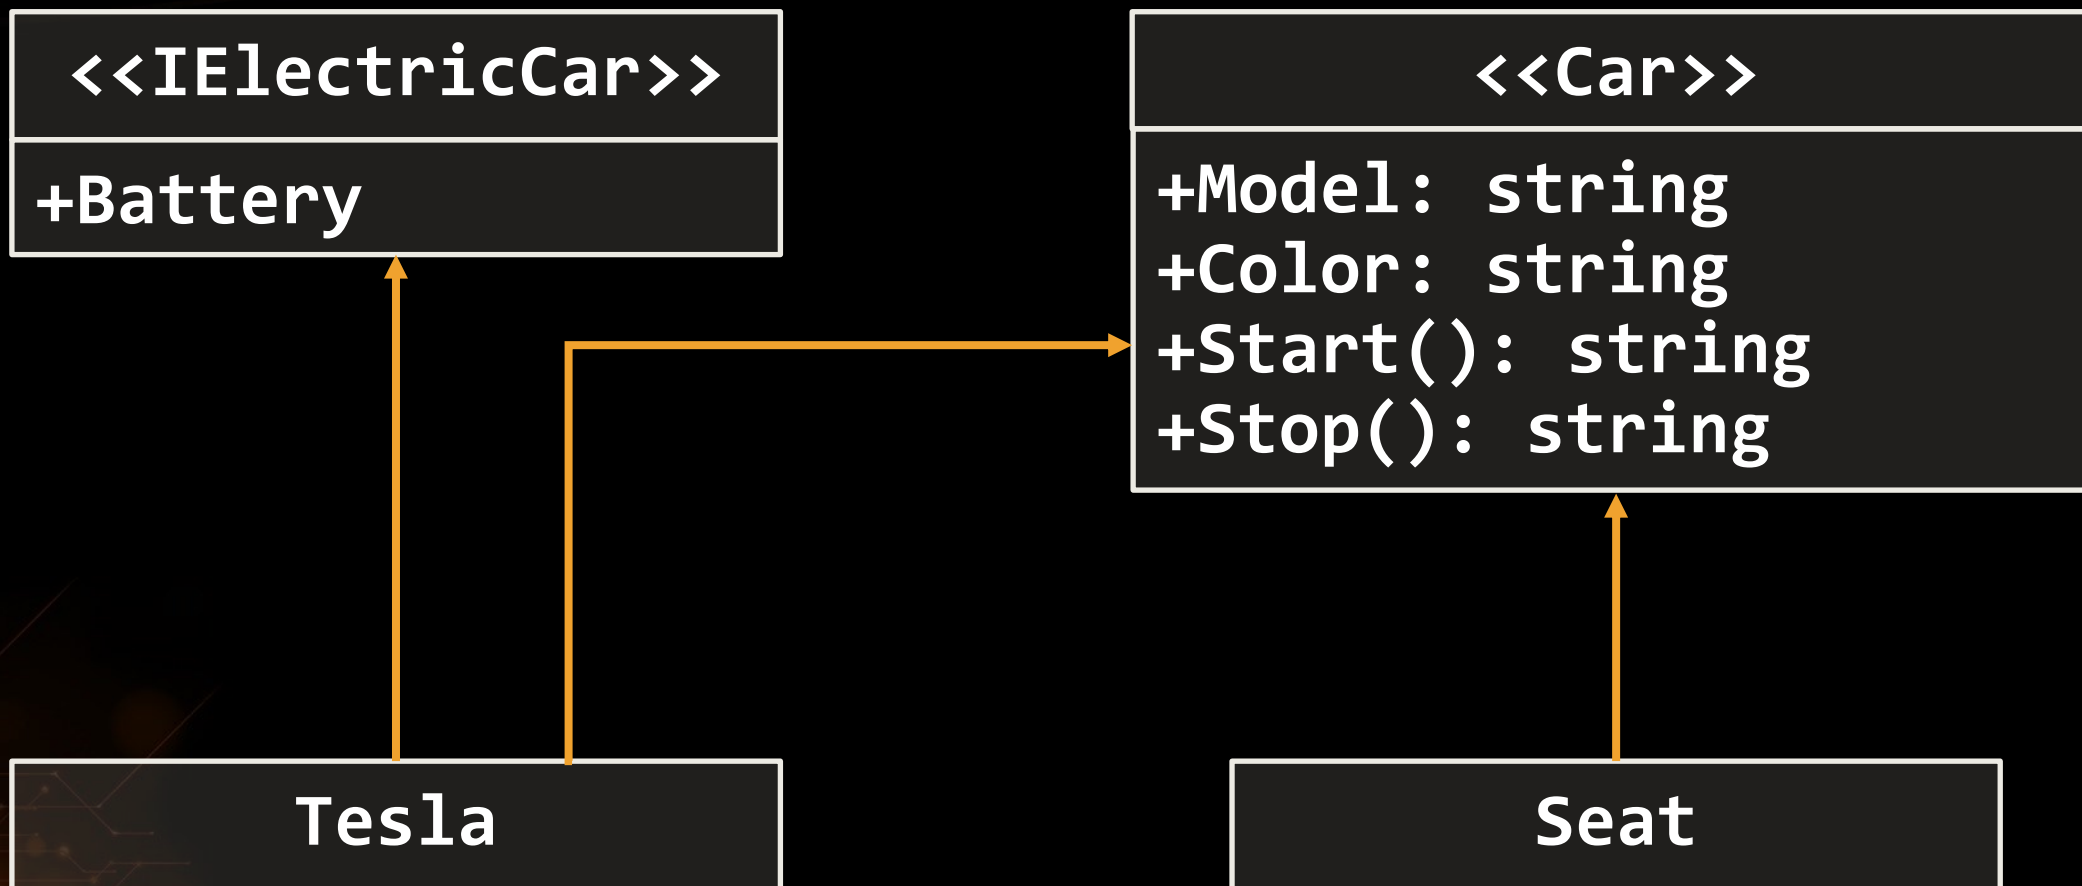 <<IElectricCar>>
+Battery
<<Car>>
+Model: string
+Color: string
+Start(): string
+Stop(): string
Tesla
Seat